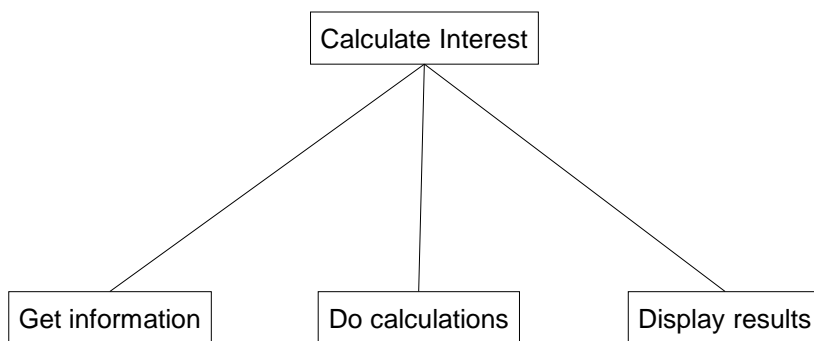 Calculate Interest
Get information
Do calculations
Display results